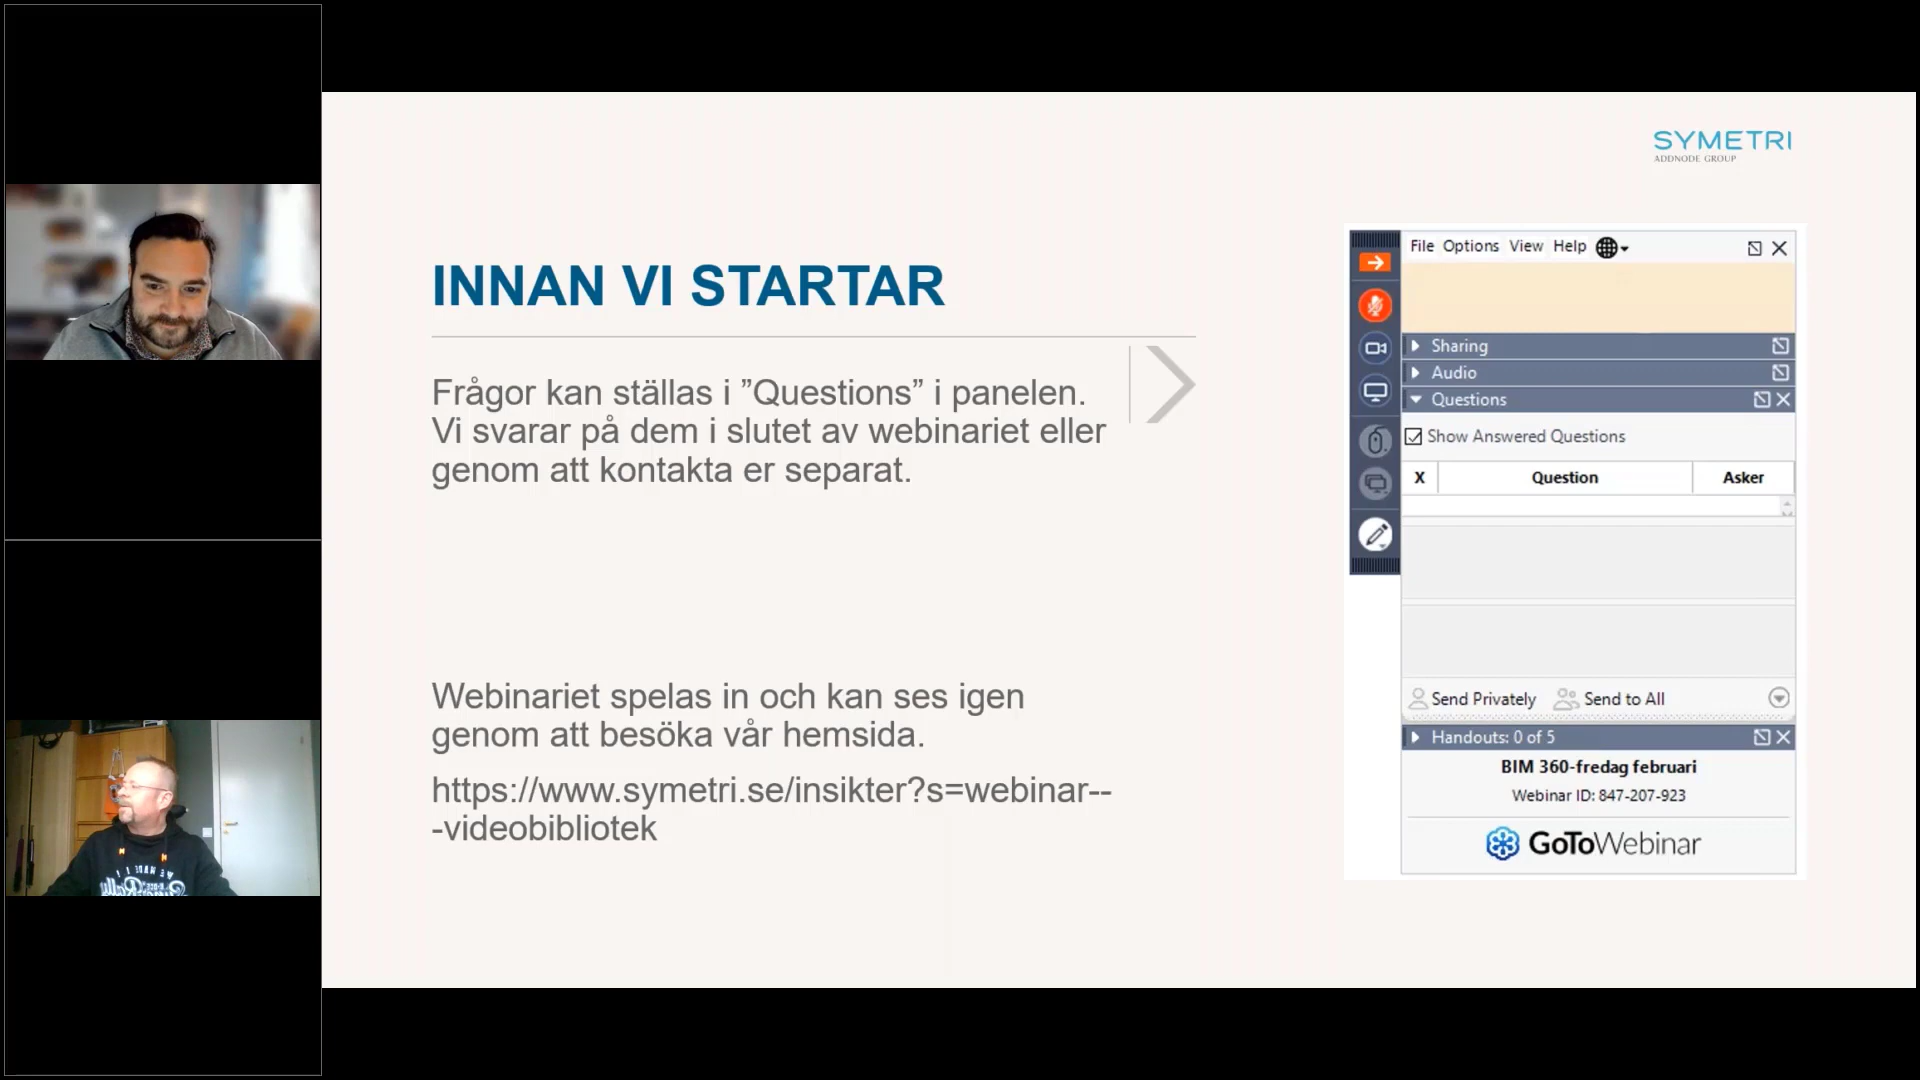 SYMETRI
ADDNODE GROUP
INNAN VI STARTAR
Frågor kan ställas i ”Questions” i panelen.
Vi svarar på dem i slutet av webinariet eller
genom att kontakta er separat.
Webinariet spelas in och kan ses igen
genom att besöka vår hemsida.
https://www.symetri.se/insikter?s=webinar--
-videobibliotek
File Options View Help
Sharing
Audio
Questions
Show Answered Questions
X Question Asker
Send Privately Send to All
Handouts: 0 of 5
BIM 360-fredag februari
Webinar ID: 847-207-923
GoToWebinar